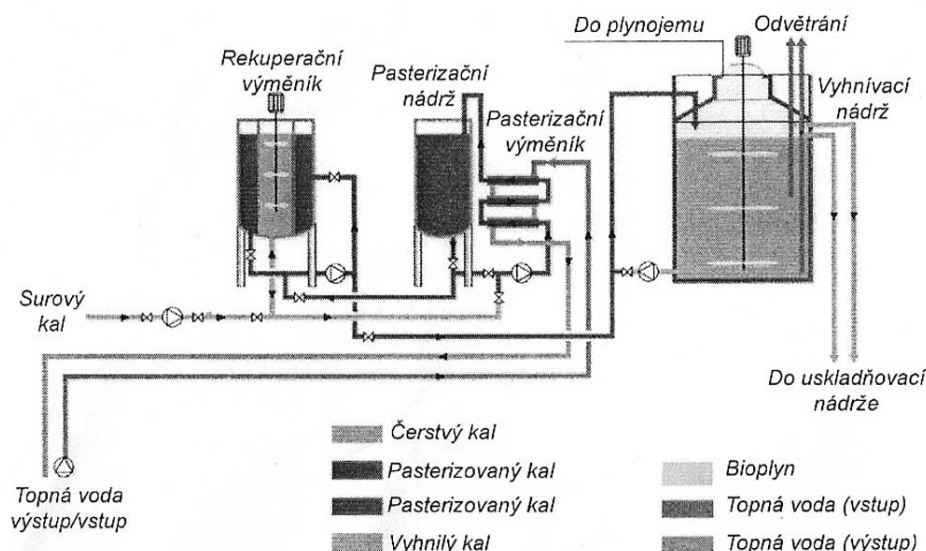 Do plynojemu
Odvětrání
Rekuperační
výměník
Pasterizační
nádrž
Vyhnívací
nádrž
Pasterizační
výměník
Surový
kal
Do uskladňovací
nádrže
Topná voda
výstup/vstup
Čerstvý kal
Pasterizovaný kal
Pasterizovaný kal
Vyhnilý kal
Bioplyn
Topná voda (vstup)
Topná voda (výstup)